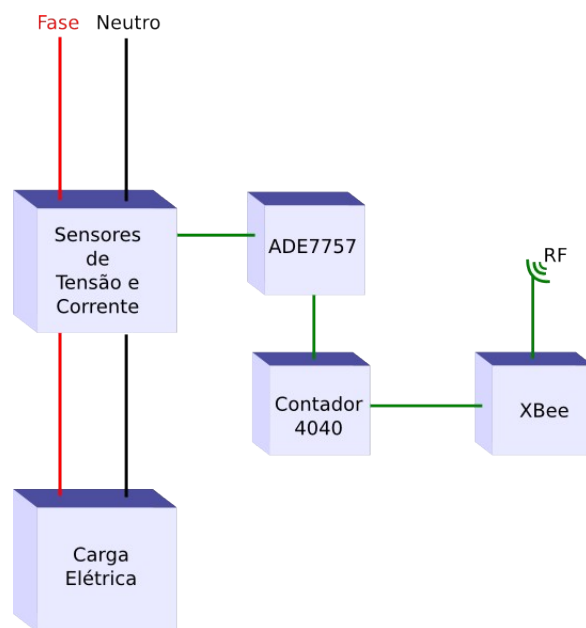 Fase Neutro
Sensores
de
Tensão e
Corrente
ADE7757
RF
Contador
4040
XBee
Carga
Elétrica